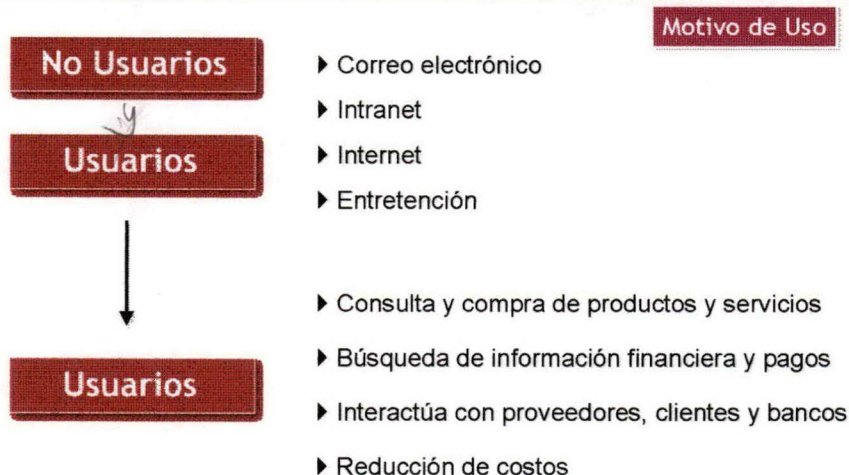 Motivo de Uso
No Usuarios
y
Usuarios
▶ Correo electrónico
▶ Intranet
▶ Internet
▶ Entretención
Usuarios
▶ Consulta y compra de productos y servicios
▶ Búsqueda de información financiera y pagos
▶ Interactúa con proveedores, clientes y bancos
▶ Reducción de costos